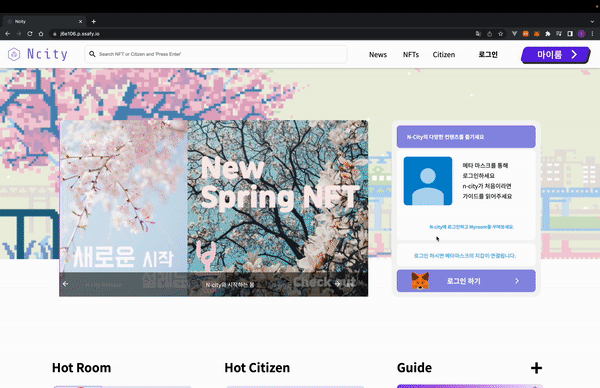 Ncity
j6e106.p.ssafy.io
Ncity
Search NFT or Citizen and 'Press Enter'
News
NFTs
Citizen
로그인
마이룸
New
Spring NFT
새로운 시작
N-city와 시작하는 봄
N-City의 다양한 컨텐츠를 즐기세요
메타 마스크를 통해
로그인하세요
n-city가 처음이라면
가이드를 읽어주세요
N-city에 로그인하고 Myroom을 꾸며보세요
로그인 하시면 메타마스크의 지갑이 연결됩니다.
로그인 하기
Hot Room
Hot Citizen
Guide